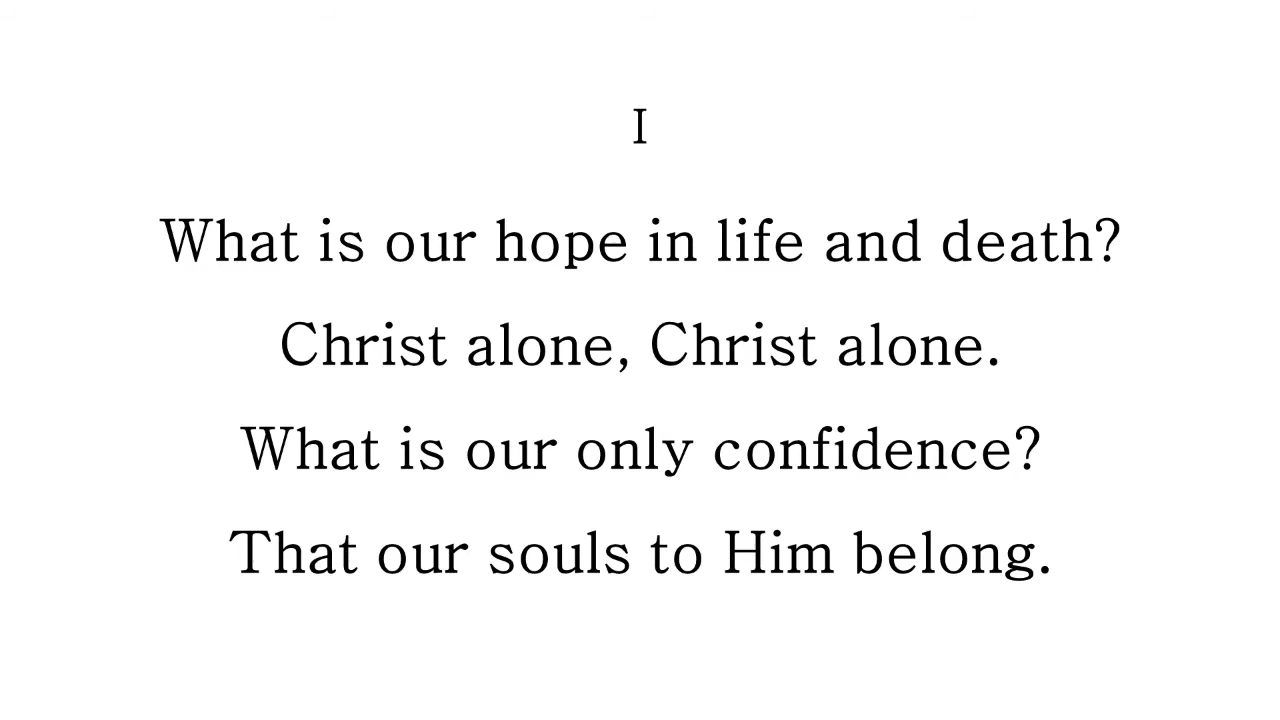 I
What is our hope in life and death?
Christ alone, Christ alone.
What is our only confidence?
That our souls to Him belong.